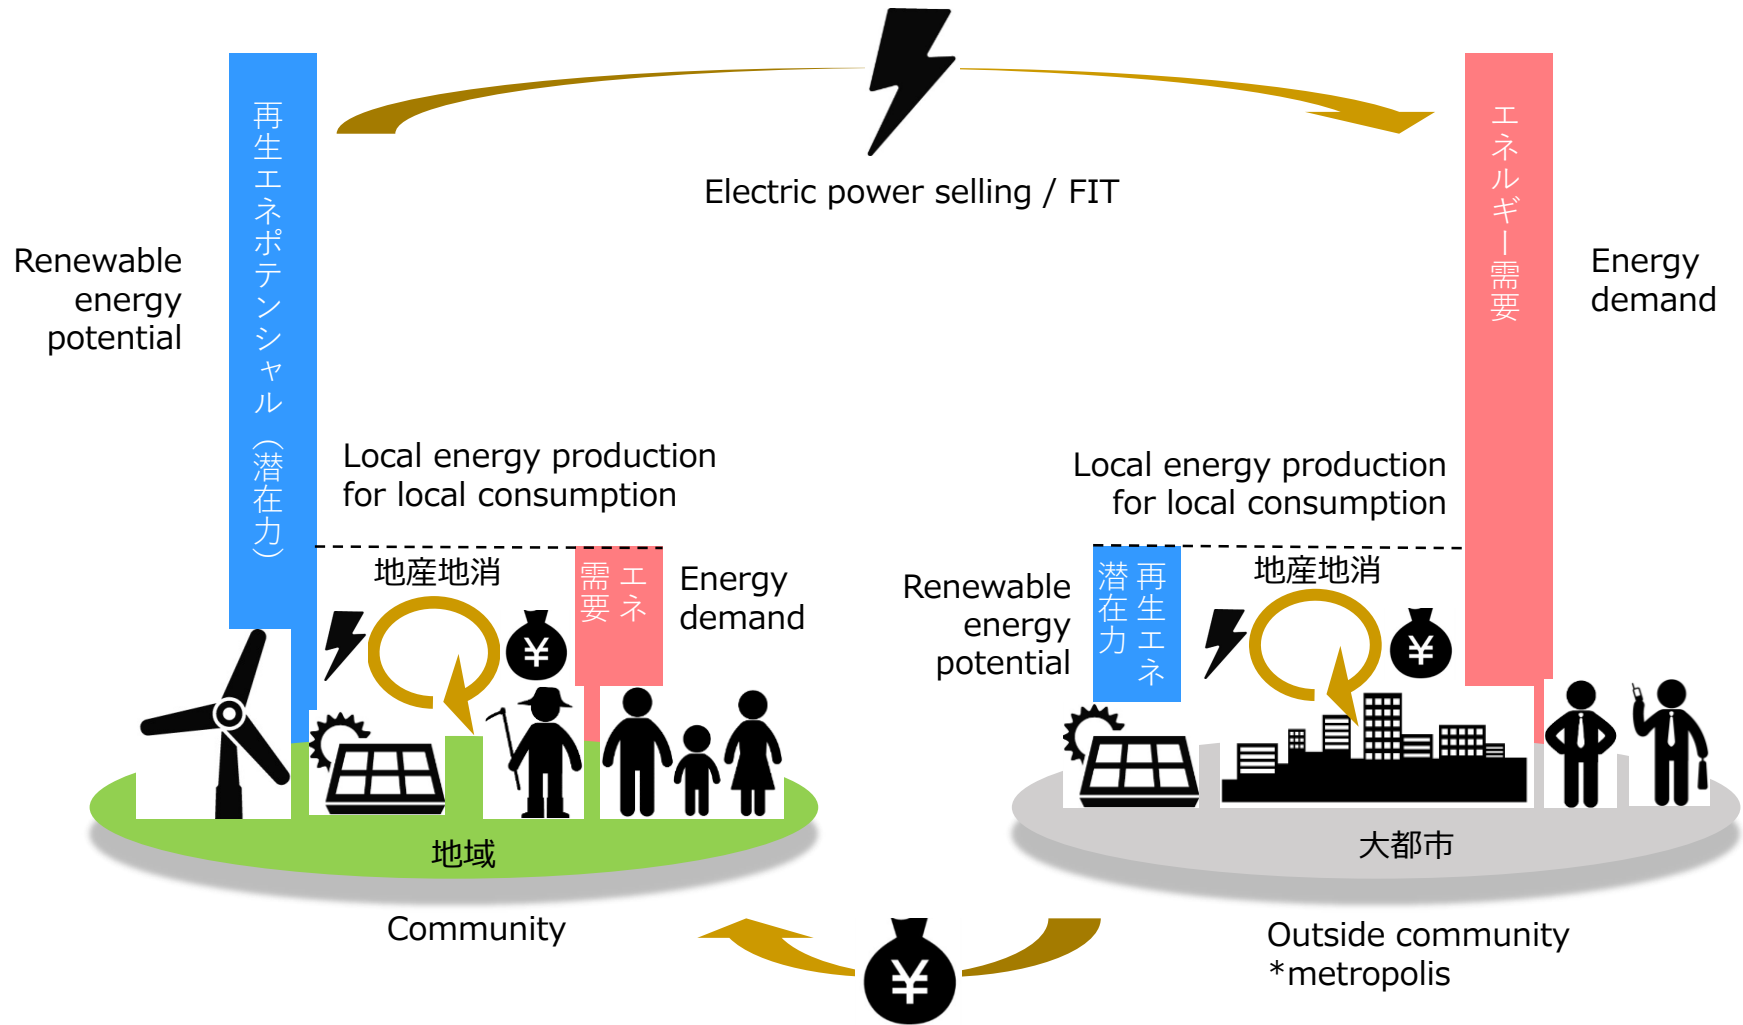 Electric power selling / FIT
再生エネポテンシャル（潜在力）
エネルギー需要
Renewable
energy
potential
Energy
demand
Local energy production
for local consumption
Local energy production
for local consumption
地産地消
エネ
需要
Energy
demand
¥
Renewable
energy
potential
再生エネ
潜在力
地産地消
¥
地域
大都市
Community
Outside community
*metropolis
¥